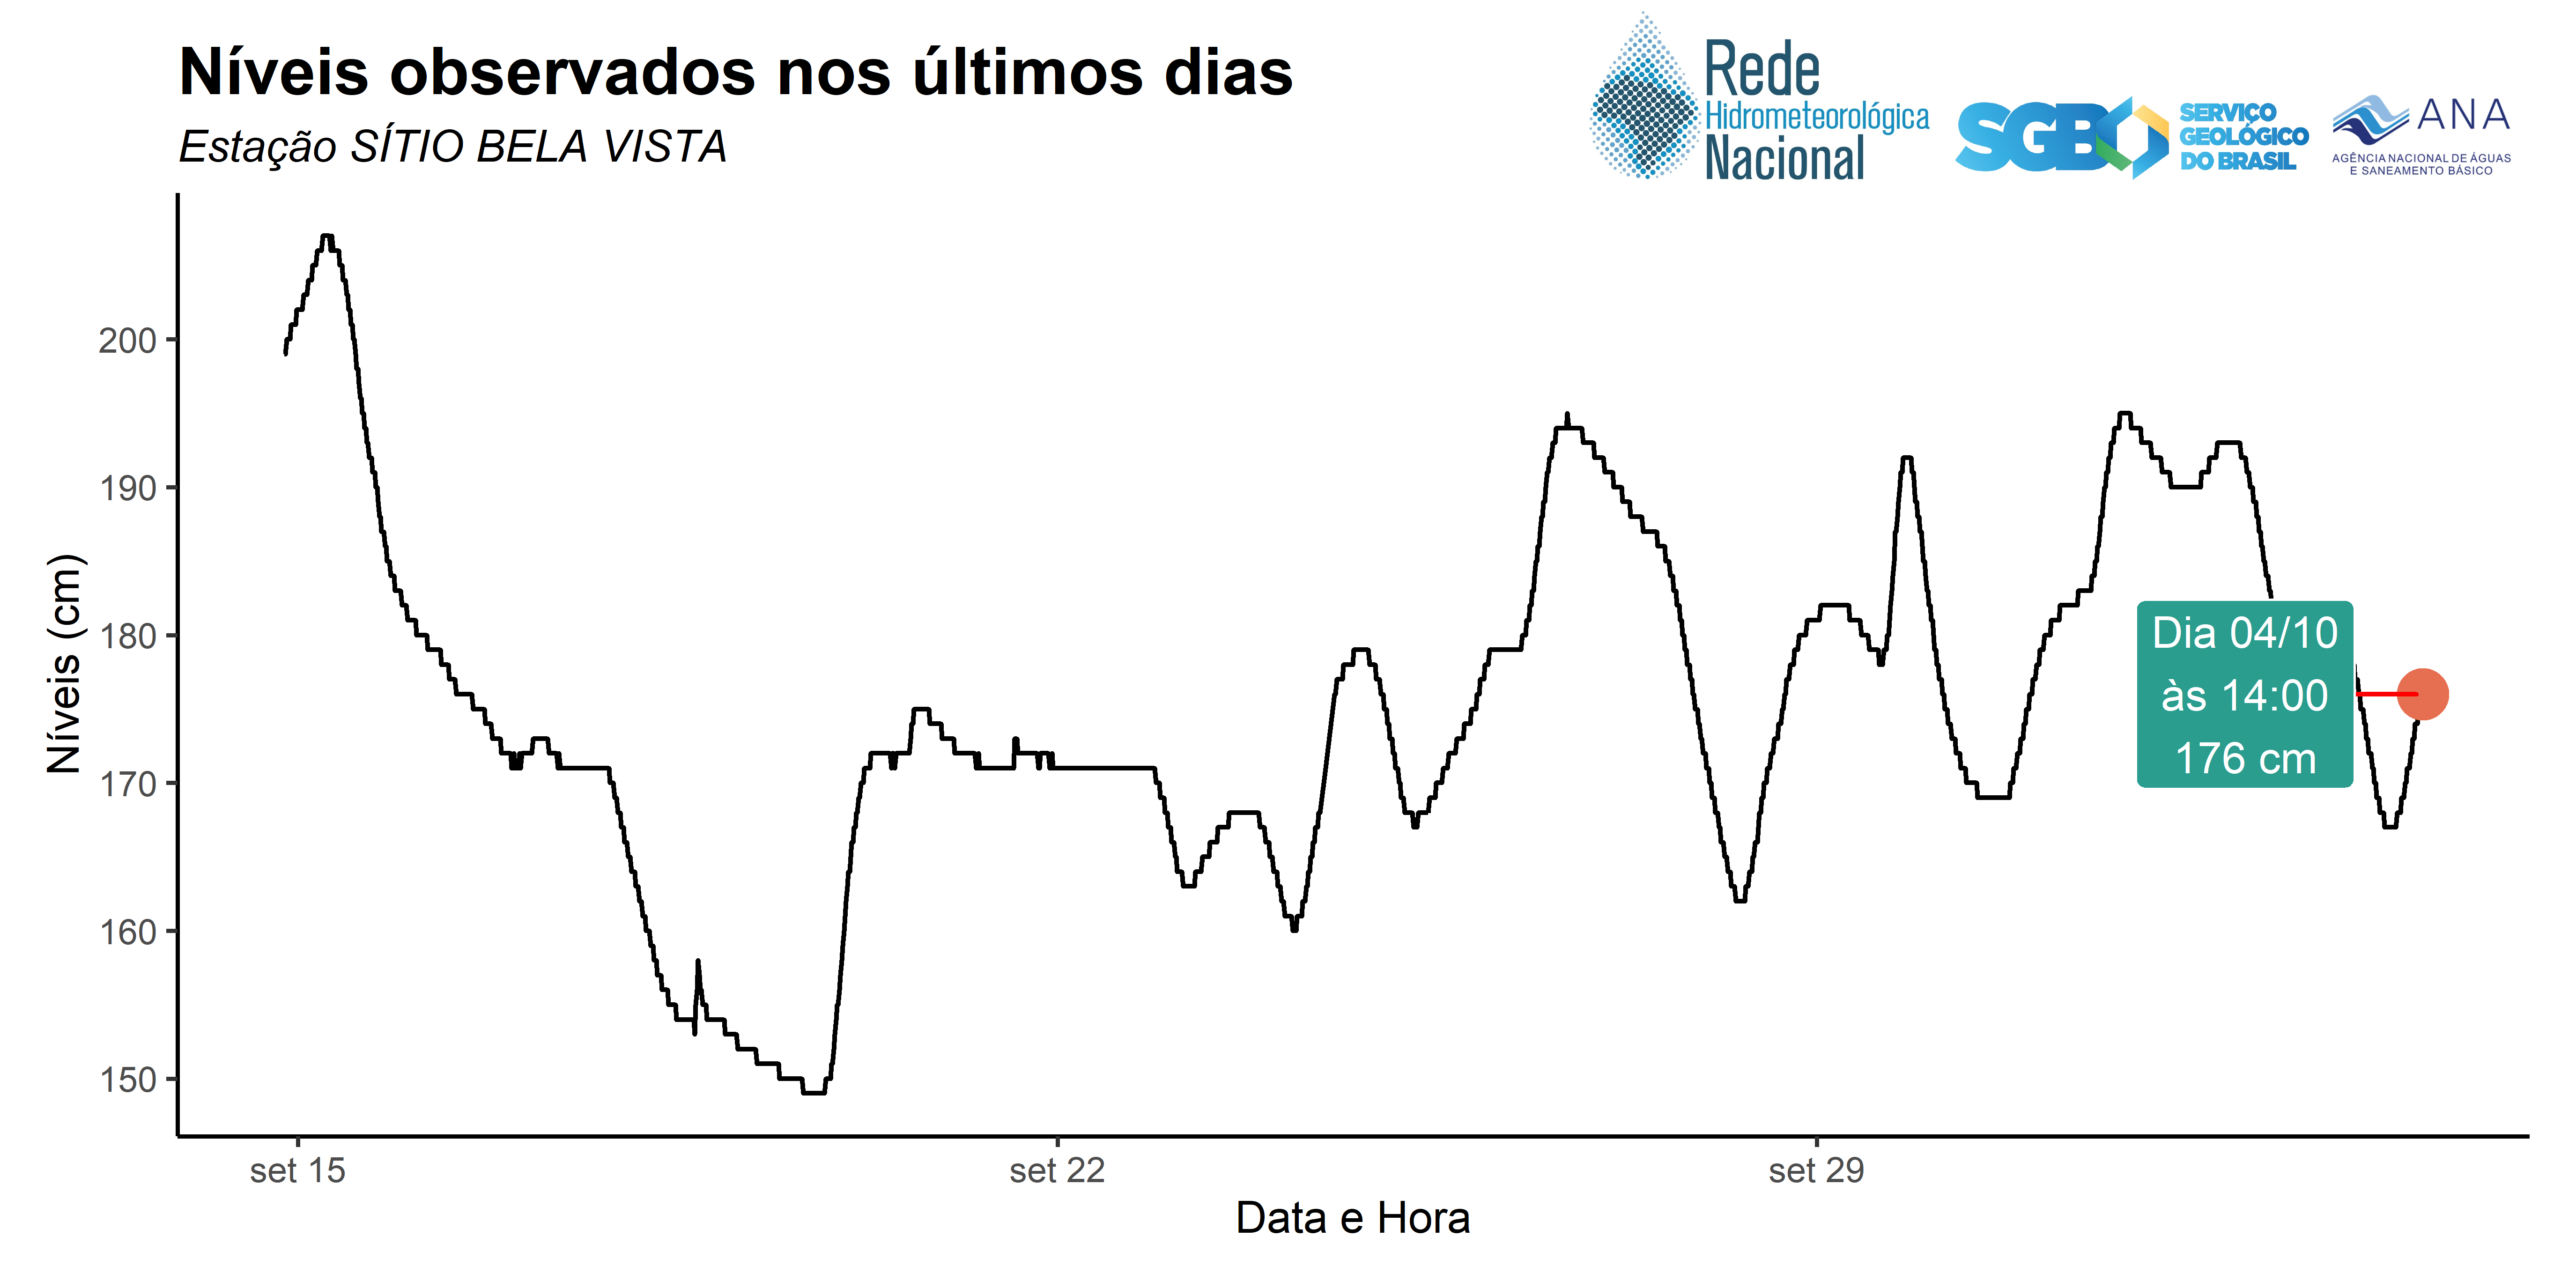 Níveis observados nos últimos dias
Estação SÍTIO BELA VISTA
Rede
Hidrometeorológica
Nacional
SGB
SERVIÇO
GEOLÓGICO
DO BRASIL
ANA
AGÊNCIA NACIONAL DE ÁGUAS
E SANEAMENTO BÁSICO
Níveis (cm)
200
190
180
170
160
150
Dia 04/10
às 14:00
176 cm
set 15
set 22
set 29
Data e Hora